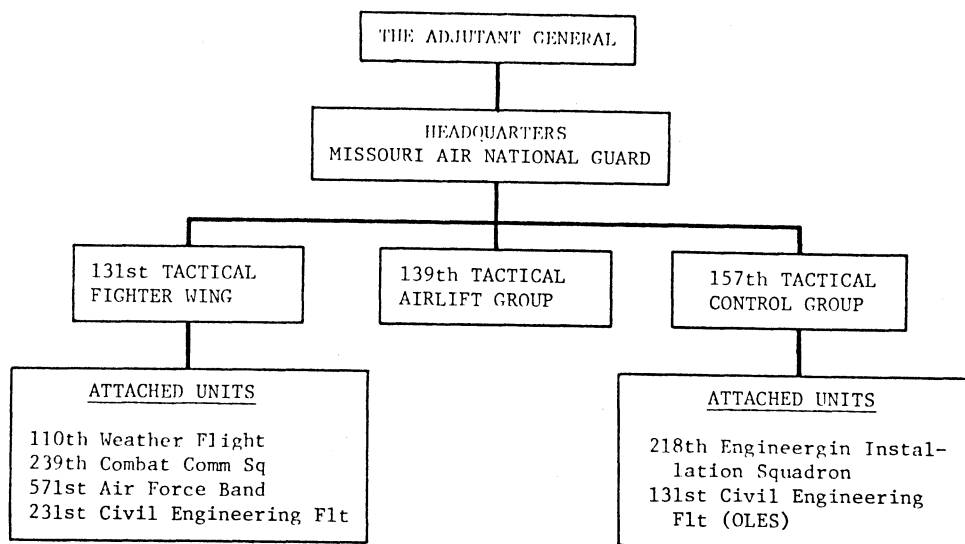 THE ADJUTANT GENERAL
HEADQUARTERS
MISSOURI AIR NATIONAL GUARD
131st TACTICAL
FIGHTER WING
139th TACTICAL
AIRLIFT GROUP
157th TACTICAL
CONTROL GROUP
ATTACHED UNITS
110th Weather Flight
239th Combat Comm Sq
571st Air Force Band
231st Civil Engineering Flt
ATTACHED UNITS
218th Engineergin Instal-
lation Squadron
131st Civil Engineering
Flt (OLES)